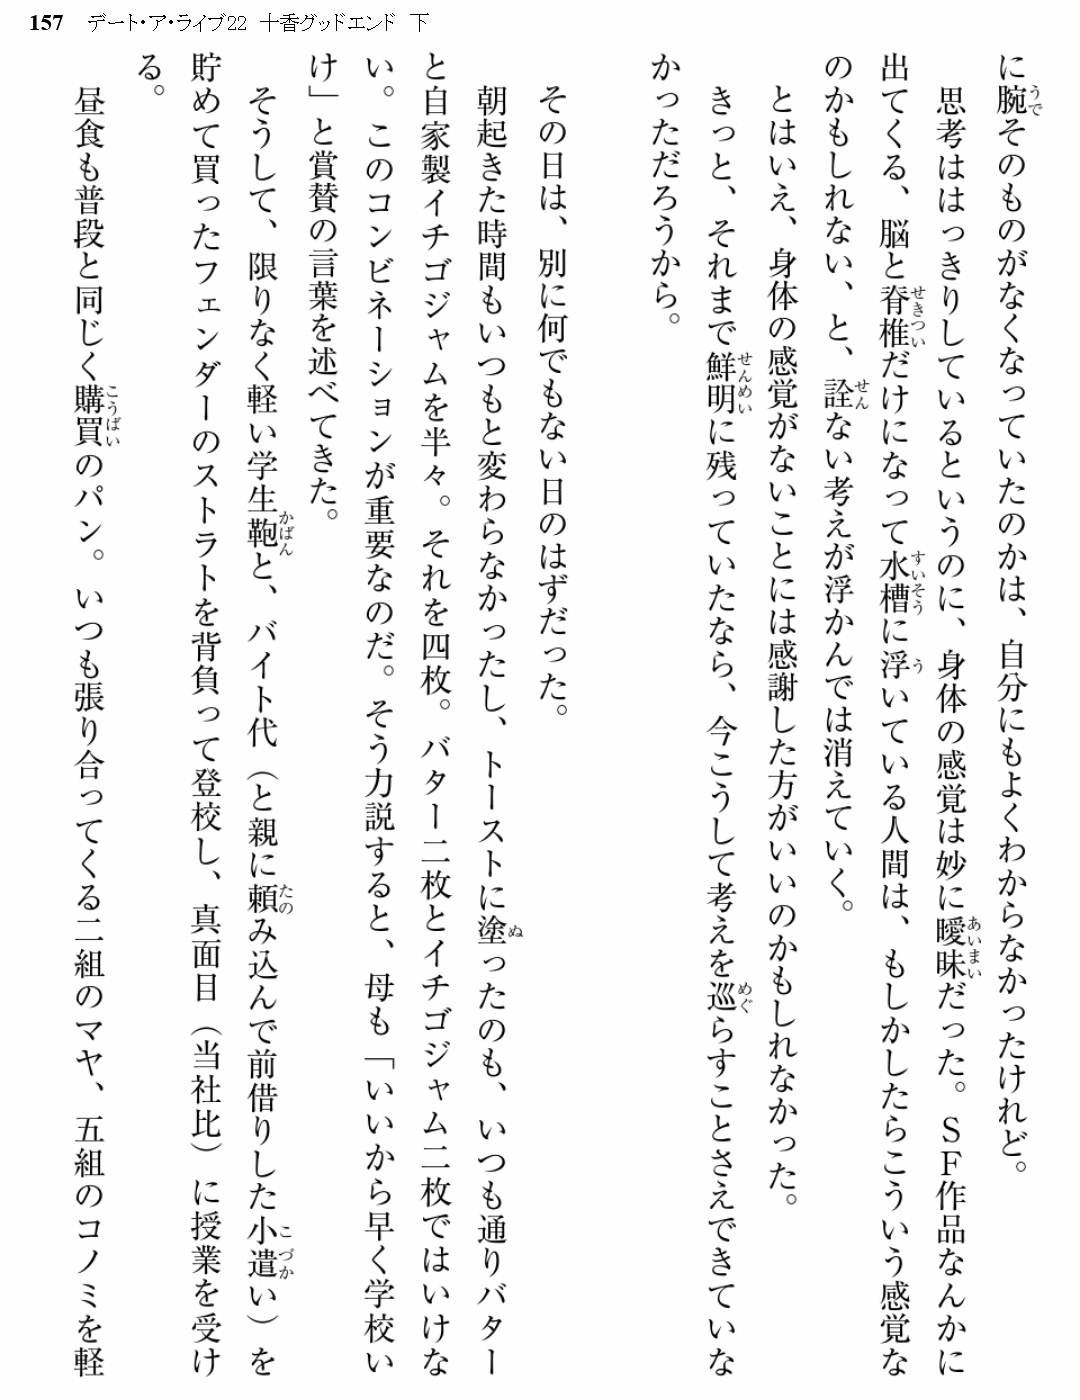 157 デート・ア・ライブ22 十香グッドエンド 下
に腕そのものがなくなっていたのかは、自分にもよくわからなかったけれど。
　思考ははっきりしているというのに、身体の感覚は妙に曖昧だった。ＳＦ作品なんかに
出てくる、脳と脊椎だけになって水槽に浮いている人間は、もしかしたらこういう感覚な
のかもしれない、と、詮ない考えが浮かんでは消えていく。
　とはいえ、身体の感覚がないことには感謝した方がいいのかもしれなかった。
　きっと、それまで鮮明に残っていたなら、今こうして考えを巡らすことさえできていな
かっただろうから。
　その日は、別に何でもない日のはずだった。
　朝起きた時間もいつもと変わらなかったし、トーストに塗ったのも、いつも通りバター
と自家製イチゴジャムを半々。それを四枚。バター二枚とイチゴジャム二枚ではいけな
い。このコンビネーションが重要なのだ。そう力説すると、母も「いいから早く学校い
け」と賞賛の言葉を述べてきた。
　そうして、限りなく軽い学生鞄と、バイト代（と親に頼み込んで前借りした小遣い）を
貯めて買ったフェンダーのストラトを背負って登校し、真面目（当社比）に授業を受け
る。
　昼食も普段と同じく購買のパン。いつも張り合ってくる二組のマヤ、五組のコノミを軽